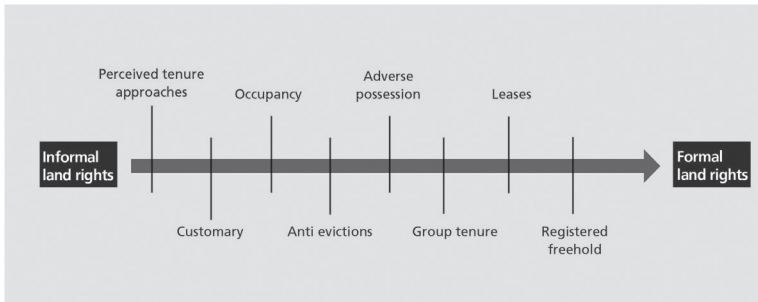 Perceived tenure
approaches
Occupancy
Adverse
possession
Leases
Informal
land rights
Formal
land rights
Customary
Anti evictions
Group tenure
Registered
freehold